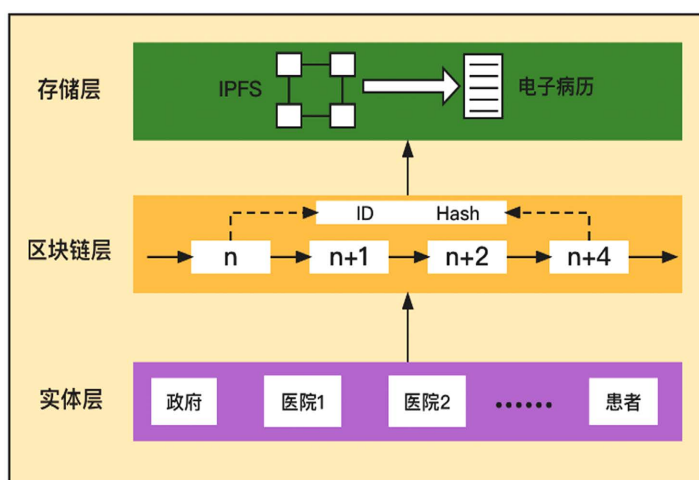 存储层
IPFS
电子病历
区块链层
ID Hash
n n+1 n+2 n+4
实体层
政府 医院1 医院2 …… 患者